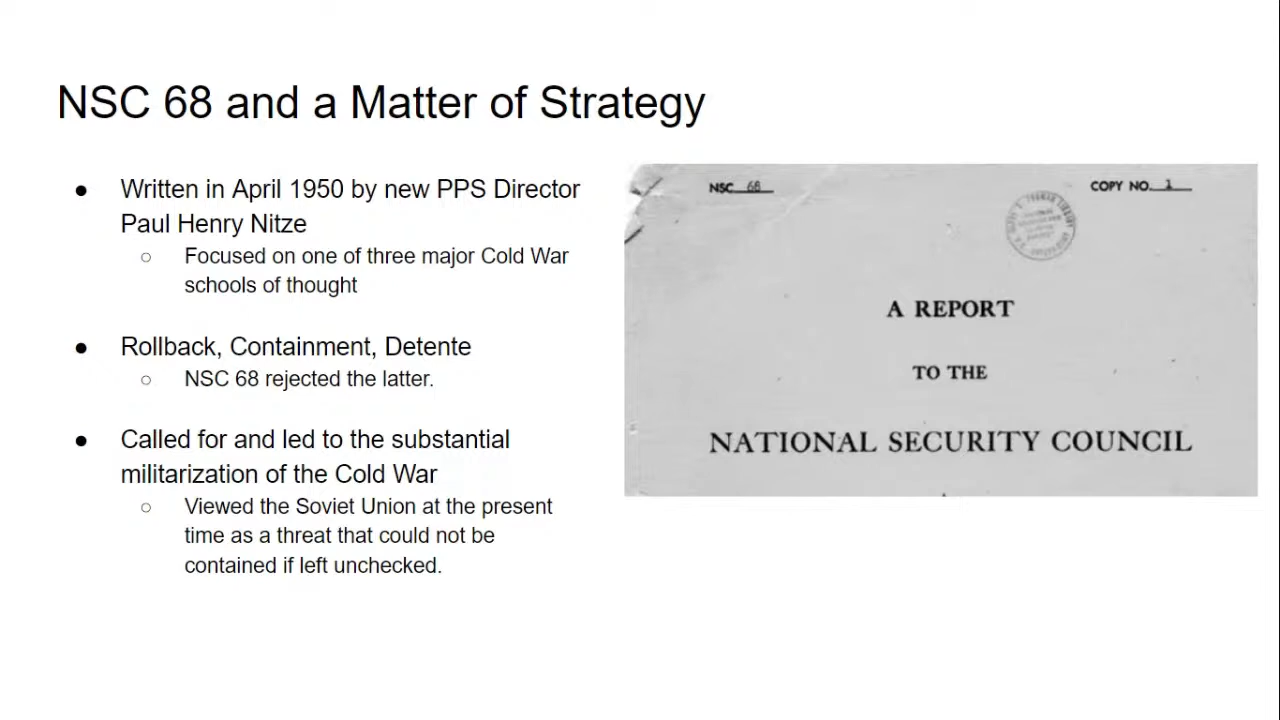 NSC 68 and a Matter of Strategy
● Written in April 1950 by new PPS Director
Paul Henry Nitze
○ Focused on one of three major Cold War
schools of thought
● Rollback, Containment, Detente
○ NSC 68 rejected the latter.
● Called for and led to the substantial
militarization of the Cold War
○ Viewed the Soviet Union at the present
time as a threat that could not be
contained if left unchecked.
NSC 68
COPY NO. 1
A REPORT
TO THE
NATIONAL SECURITY COUNCIL